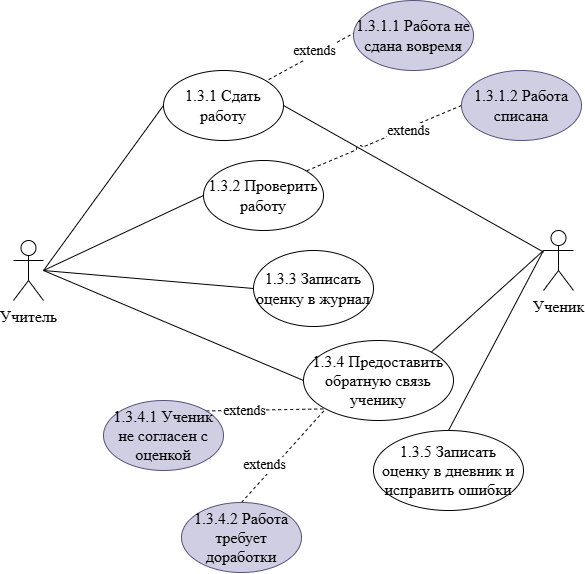 1.3.1.1 Работа не
сдана вовремя
extends
1.3.1 Сдать
работу
1.3.1.2 Работа
списана
extends
1.3.2 Проверить
работу
Учитель
Ученик
1.3.3 Записать
оценку в журнал
1.3.4 Предоставить
обратную связь
ученику
1.3.4.1 Ученик
не согласен с
оценкой
extends
1.3.5 Записать
оценку в дневник и
исправить ошибки
extends
1.3.4.2 Работа
требует
доработки